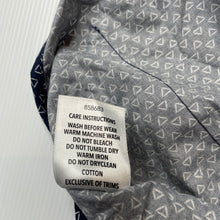 858683
CARE INSTRUCTIONS
WASH BEFORE WEAR
WARM MACHINE WASH
DO NOT BLEACH
DO NOT TUMBLE DRY
WARM IRON
DO NOT DRYCLEAN
COTTON
EXCLUSIVE OF TRIMS